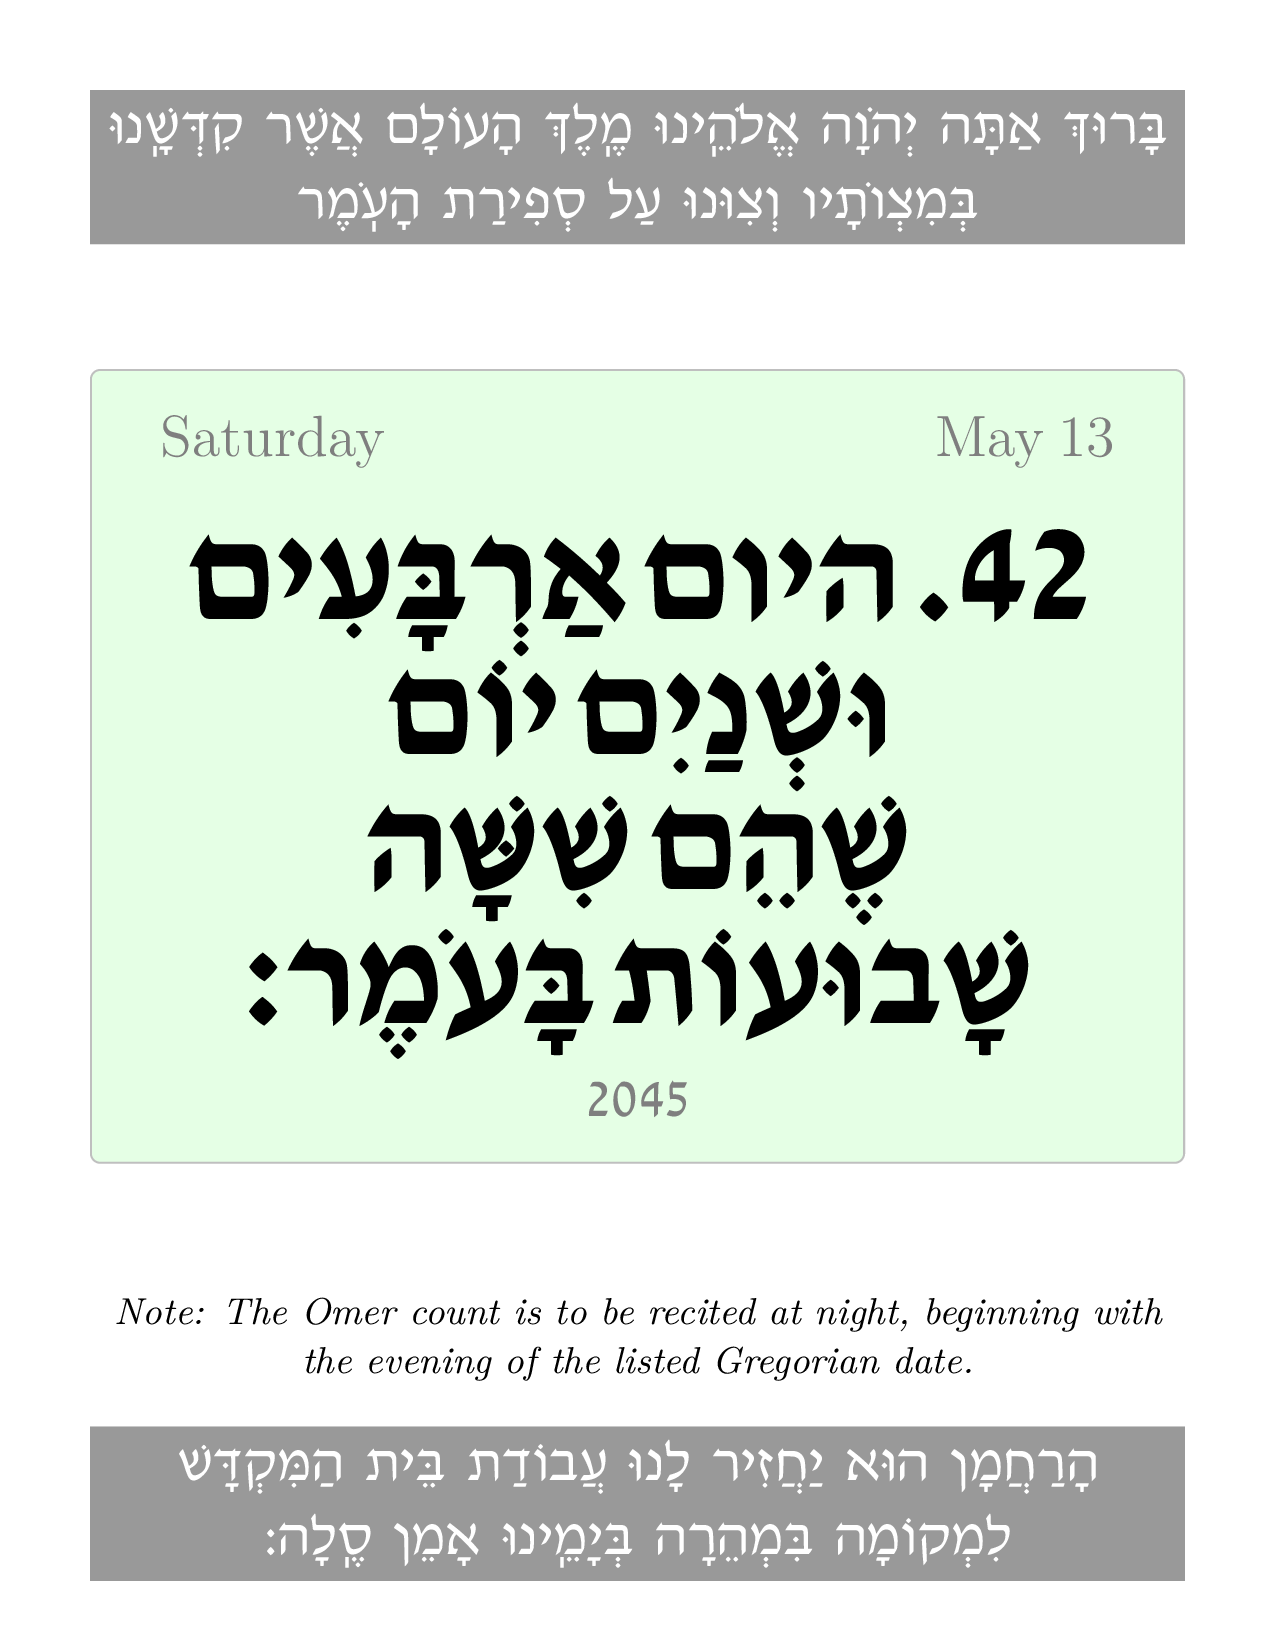 בָּרוּךְ אַתָּה יְהֹוָה אֱלֹהֵֽינוּ מֶֽלֶךְ הָעוֹלָם אֲשֶׁר קִדְּשָֽׁנוּ
בְּמִצְוֹתָיו וְצִוּנוּ עַל סְפִירַת הָעֹֽמֶר
Saturday May 13
42. היום אַרְבָּעִים
וּשְׁנַיִם יוֹם
שֶׁהֵם שִׁשָּׁה
שָׁבוּעוֹת בָּעֹמֶר:
2045
Note: The Omer count is to be recited at night, beginning with
the evening of the listed Gregorian date.
הָרַחֲמָן הוּא יַחֲזִיר לָנוּ עֲבוֹדַת בֵּית הַמִּקְדָּשׁ
לִמְקוֹמָה בִּמְהֵרָה בְּיָמֵֽינוּ אָמֵן סֶֽלָה: